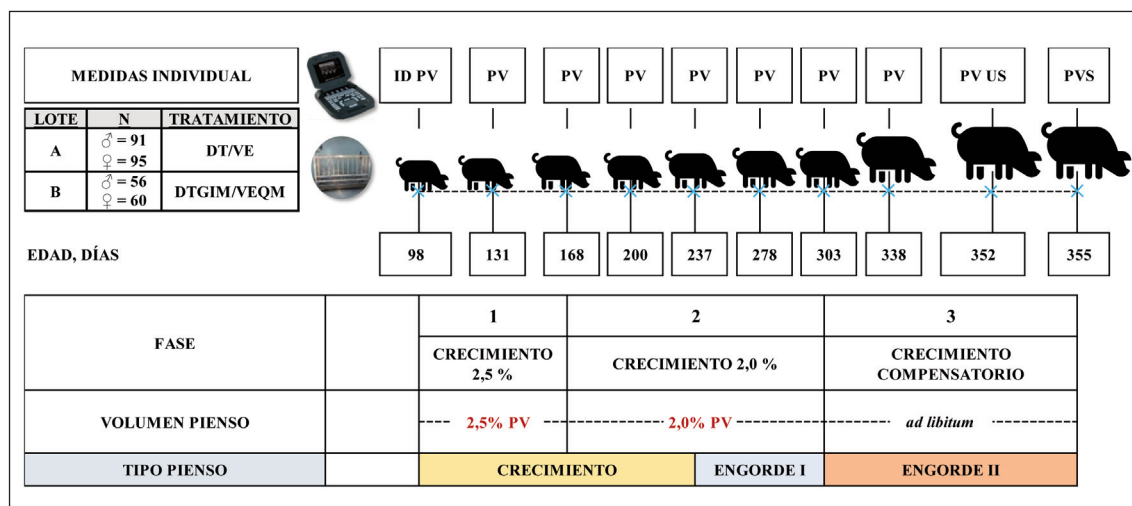 MEDIDAS INDIVIDUAL
ID PV PV PV PV PV PV PV PV PV US PVS
LOTE N TRATAMIENTO
A ♂ = 91 DT/VE
♀ = 95
B ♂ = 56 DTGIM/VEQM
♀ = 60
EDAD, DÍAS 98 131 168 200 237 278 303 338 352 355
FASE
1 2 3
CRECIMIENTO
2,5 %
CRECIMIENTO 2,0 %
CRECIMIENTO
COMPENSATORIO
VOLUMEN PIENSO 2,5% PV 2,0% PV ad libitum
TIPO PIENSO CRECIMIENTO ENGORDE I ENGORDE II